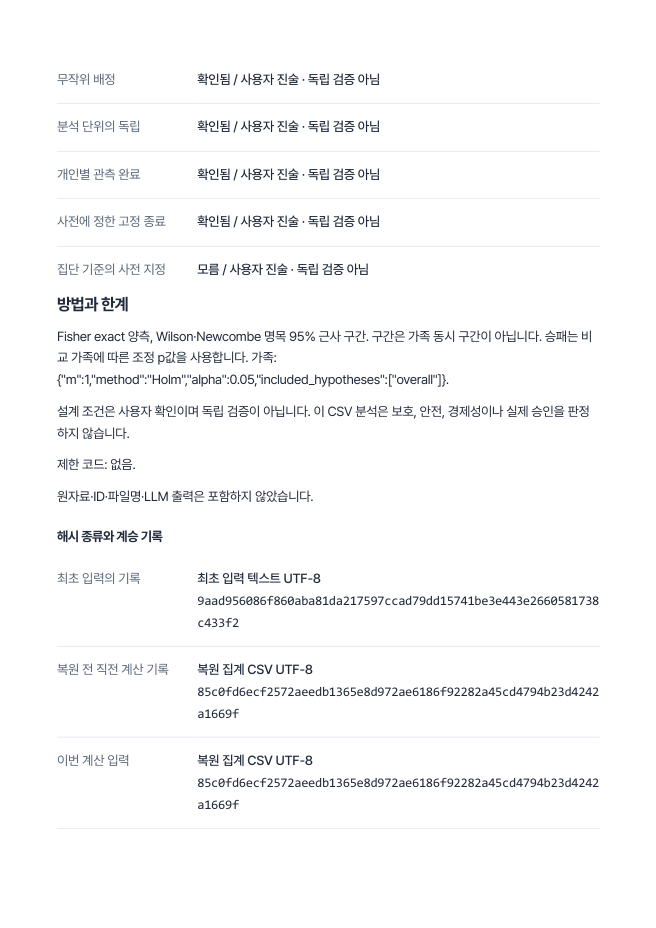 무작위 배정 확인됨 / 사용자 진술 · 독립 검증 아님
분석 단위의 독립 확인됨 / 사용자 진술 · 독립 검증 아님
개인별 관측 완료 확인됨 / 사용자 진술 · 독립 검증 아님
사전에 정한 고정 종료 확인됨 / 사용자 진술 · 독립 검증 아님
집단 기준의 사전 지정 모름 / 사용자 진술 · 독립 검증 아님
방법과 한계
Fisher exact 양측, Wilson·Newcombe 명목 95% 근사 구간. 구간은 가족 동시 구간이 아닙니다. 승패는 비
교 가족에 따른 조정 p값을 사용합니다. 가족:
{"m":1,"method":"Holm","alpha":0.05,"included_hypotheses":["overall"]}.
설계 조건은 사용자 확인이며 독립 검증이 아닙니다. 이 CSV 분석은 보호, 안전, 경제성이나 실제 승인을 판정
하지 않습니다.
제한 코드: 없음.
원자료·ID·파일명·LLM 출력은 포함하지 않았습니다.
해시 종류와 계승 기록
최초 입력의 기록 최초 입력 텍스트 UTF-8
9aad956086f860aba81da217597ccad79dd15741be3e443e2660581738
c433f2
복원 전 직전 계산 기록 복원 집계 CSV UTF-8
85c0fd6ecf2572aeedb1365e8d972ae6186f92282a45cd4794b23d4242
a1669f
이번 계산 입력 복원 집계 CSV UTF-8
85c0fd6ecf2572aeedb1365e8d972ae6186f92282a45cd4794b23d4242
a1669f